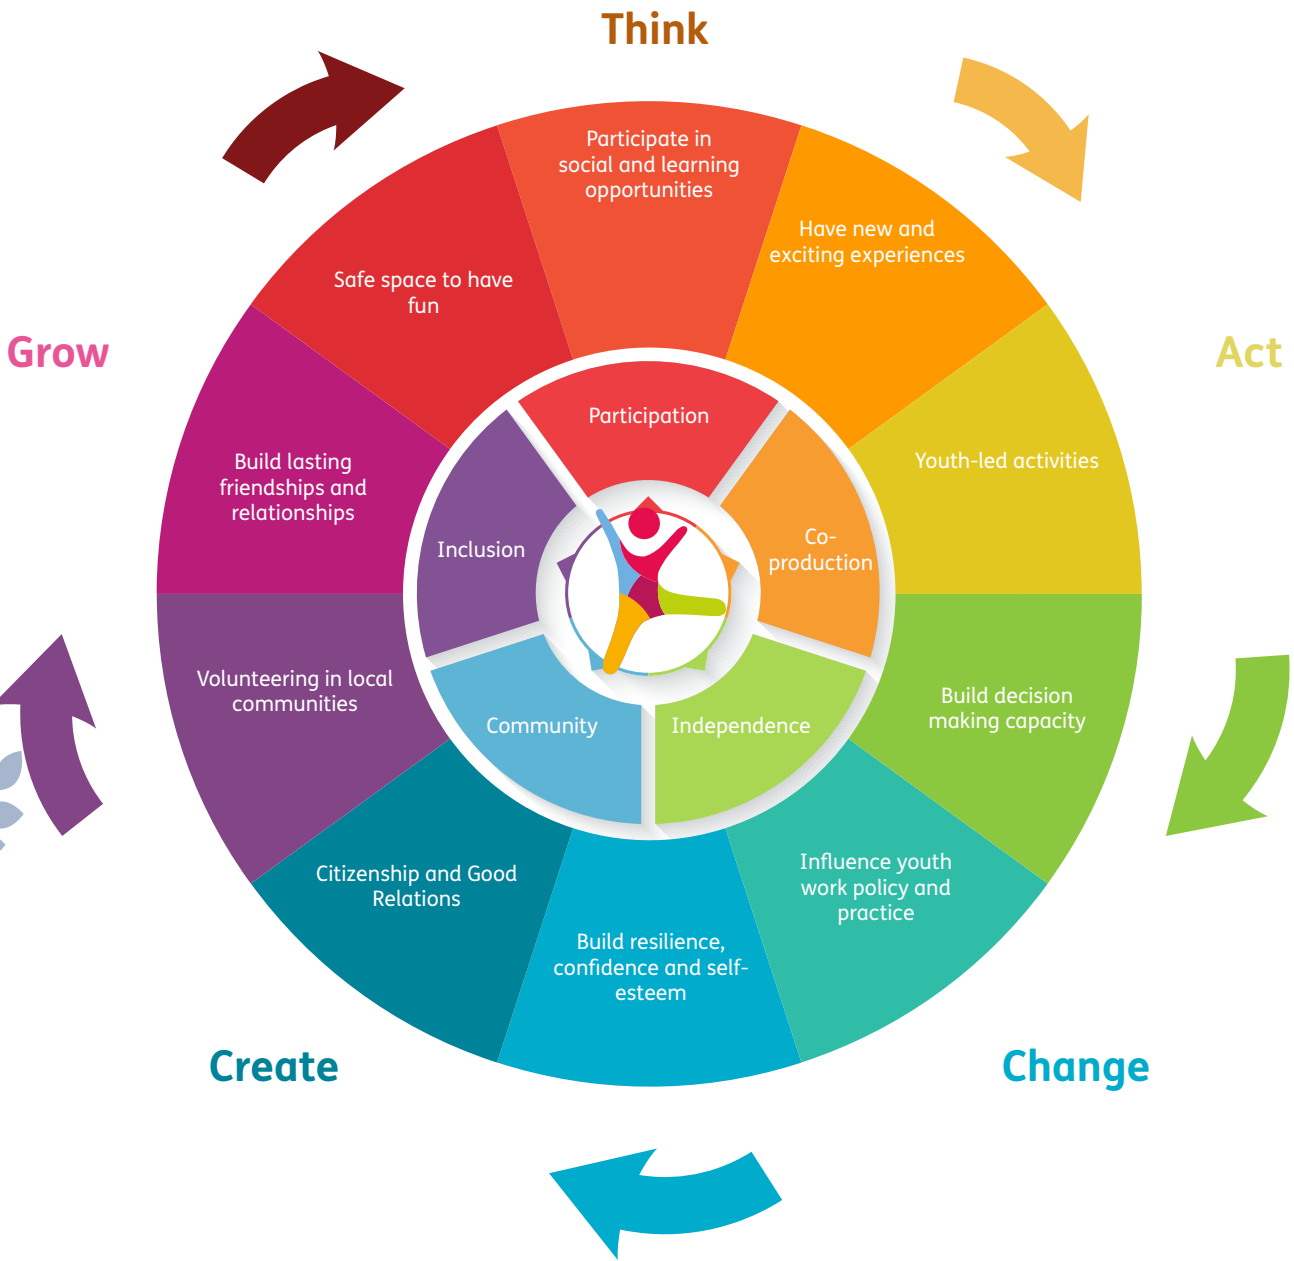 Think
Participate in
social and learning
opportunities
Have new and
exciting experiences
Safe space to have
fun
Grow
Act
Participation
Build lasting
friendships and
relationships
Youth-led activities
Inclusion
Co-
production
Volunteering in local
communities
Build decision
making capacity
Community
Independence
Citizenship and Good
Relations
Influence youth
work policy and
practice
Build resilience,
confidence and self-
esteem
Create
Change